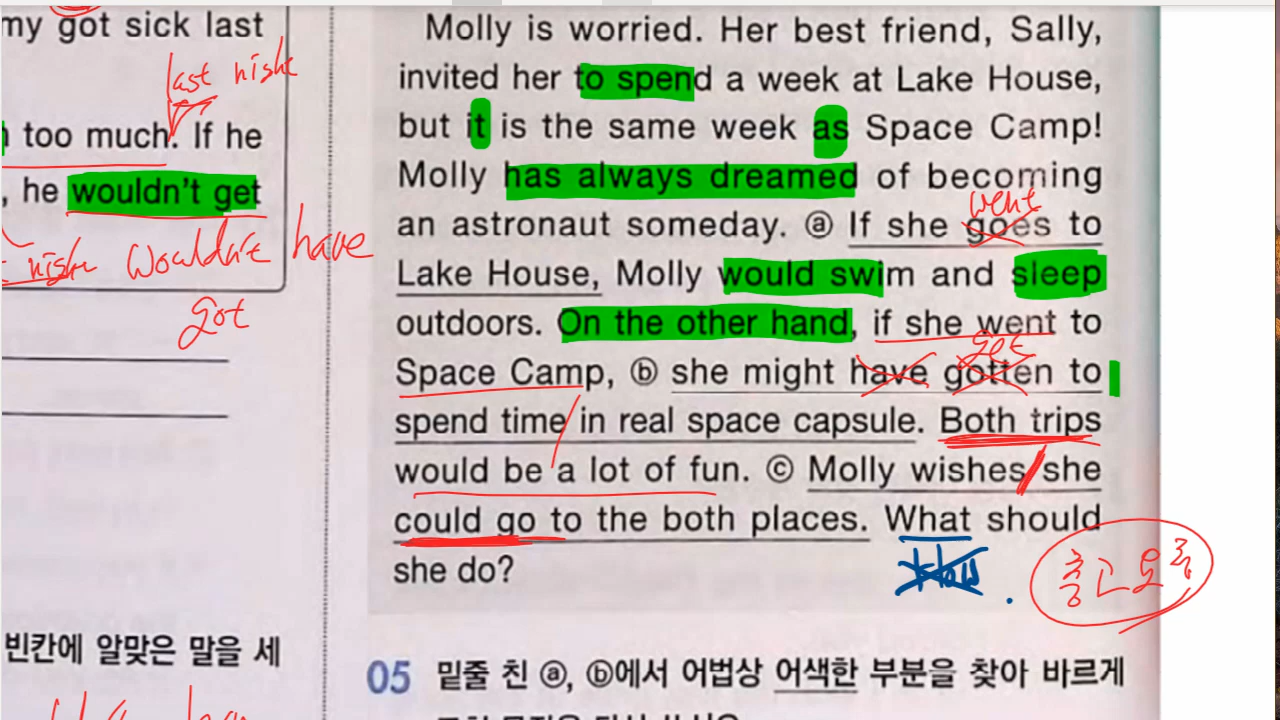 my got sick last
last
too much. If he
, he wouldn't get
wouldn't have
got
Molly is worried. Her best friend, Sally,
invited her to spend a week at Lake House,
but it is the same week as Space Camp!
Molly has always dreamed of becoming
went
an astronaut someday. ⓐ If she goes to
Lake House, Molly would swim and sleep
outdoors. On the other hand, if she went to
get
Space Camp, ⓑ she might have gotten to
spend time in real space capsule. Both trips
would be a lot of fun. ⓒ Molly wishes she
could go to the both places. What should
she do?
How
충고 요구
빈칸에 알맞은 말을 세
05 밑줄 친 ⓐ, ⓑ에서 어법상 어색한 부분을 찾아 바르게